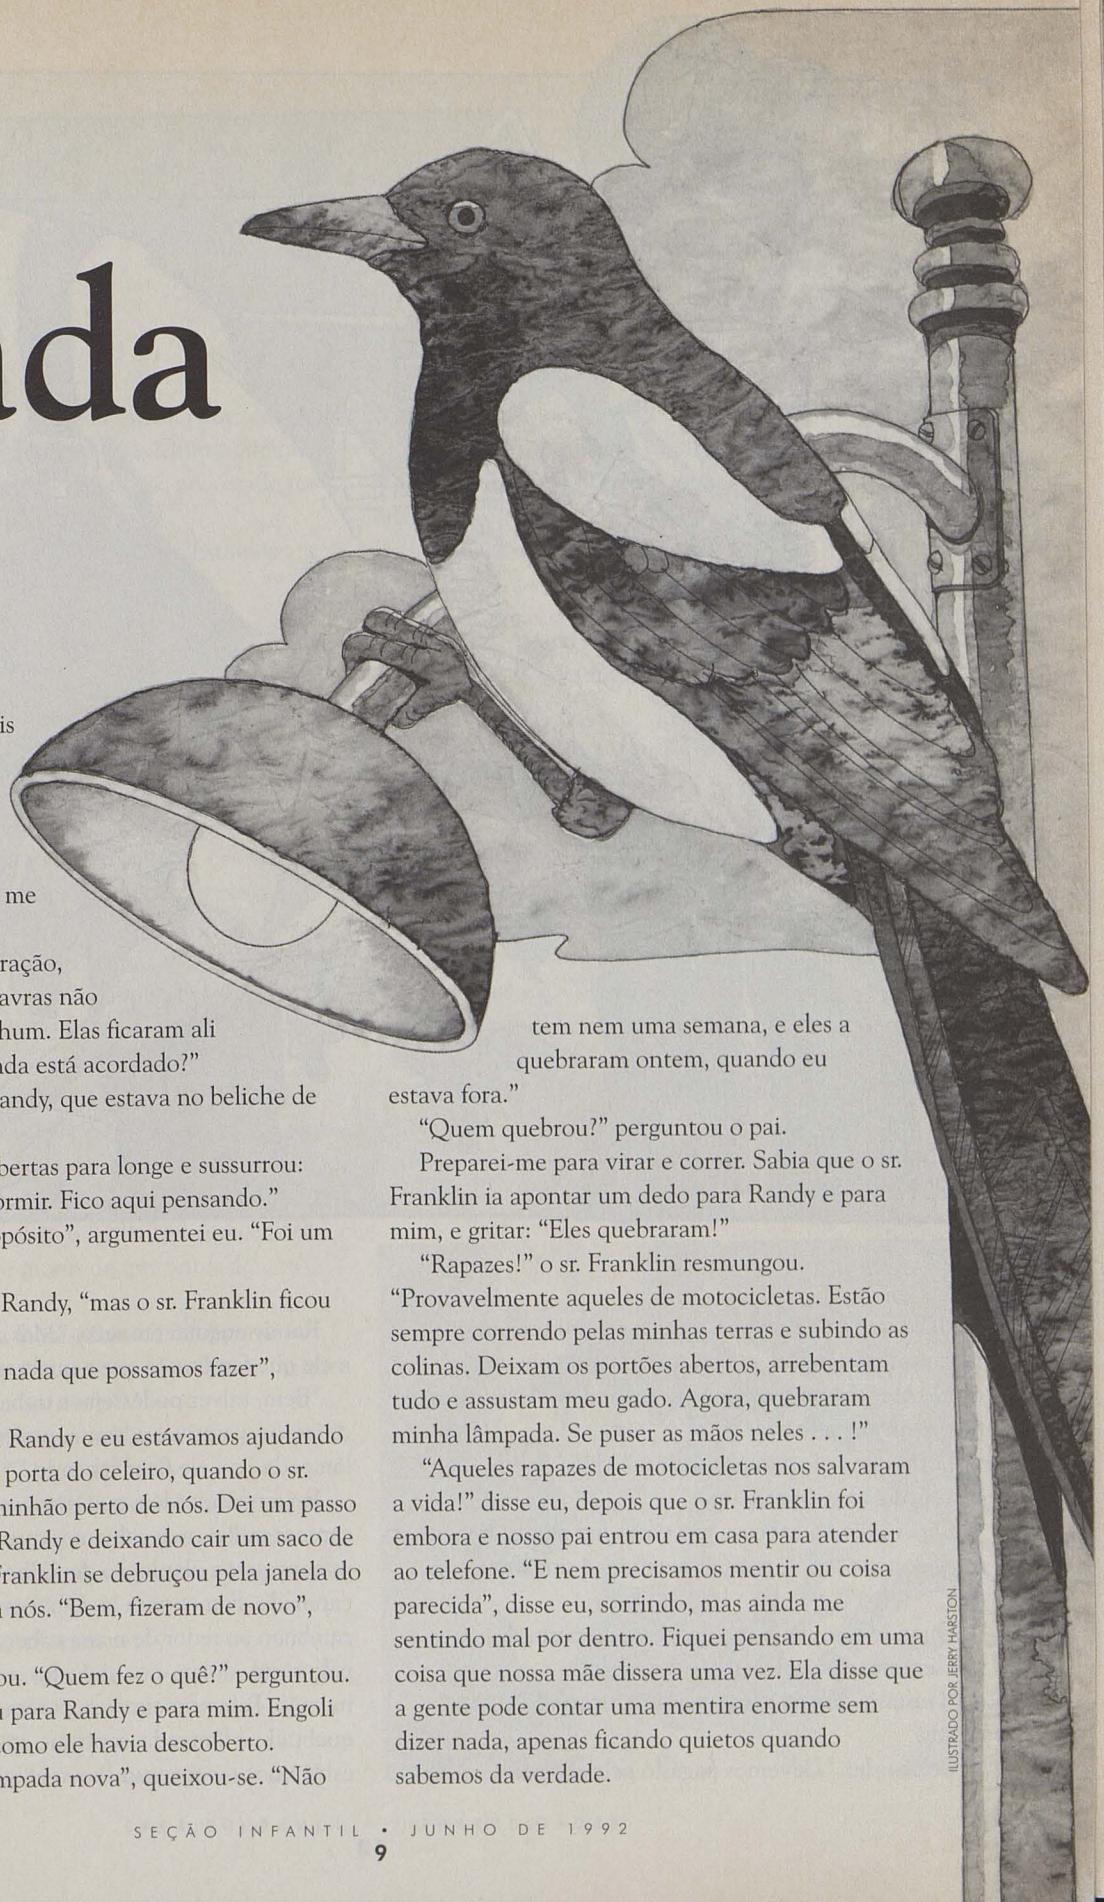 ada
is
me
ração,
avras não
hum. Elas ficaram ali
nda está acordado?”
andy, que estava no beliche de
bertas para longe e sussurrou:
ormir. Fico aqui pensando.”
pósito”, argumentei eu. “Foi um
Randy, “mas o sr. Franklin ficou
nada que possamos fazer”,
Randy e eu estávamos ajudando
porta do celeiro, quando o sr.
minhão perto de nós. Dei um passo
Randy e deixando cair um saco de
Franklin se debruçou pela janela do
nós. “Bem, fizeram de novo”,
ou. “Quem fez o quê?” perguntou.
para Randy e para mim. Engoli
como ele havia descoberto.
mpada nova”, queixou-se. “Não
tem nem uma semana, e eles a
quebraram ontem, quando eu
estava fora.”
“Quem quebrou?” perguntou o pai.
Preparei-me para virar e correr. Sabia que o sr.
Franklin ia apontar um dedo para Randy e para
mim, e gritar: “Eles quebraram!”
“Rapazes!” o sr. Franklin resmungou.
“Provavelmente aqueles de motocicletas. Estão
sempre correndo pelas minhas terras e subindo as
colinas. Deixam os portões abertos, arrebentam
tudo e assustam meu gado. Agora, quebraram
minha lâmpada. Se puser as mãos neles . . . !”
“Aqueles rapazes de motocicletas nos salvaram
a vida!” disse eu, depois que o sr. Franklin foi
embora e nosso pai entrou em casa para atender
ao telefone. “E nem precisamos mentir ou coisa
parecida”, disse eu, sorrindo, mas ainda me
sentindo mal por dentro. Fiquei pensando em uma
coisa que nossa mãe dissera uma vez. Ela disse que
a gente pode contar uma mentira enorme sem
dizer nada, apenas ficando quietos quando
sabemos da verdade.
ILUSTRADO POR JERRY HARSTON
SEÇÃO INFANTIL • JUNHO DE 1992
9